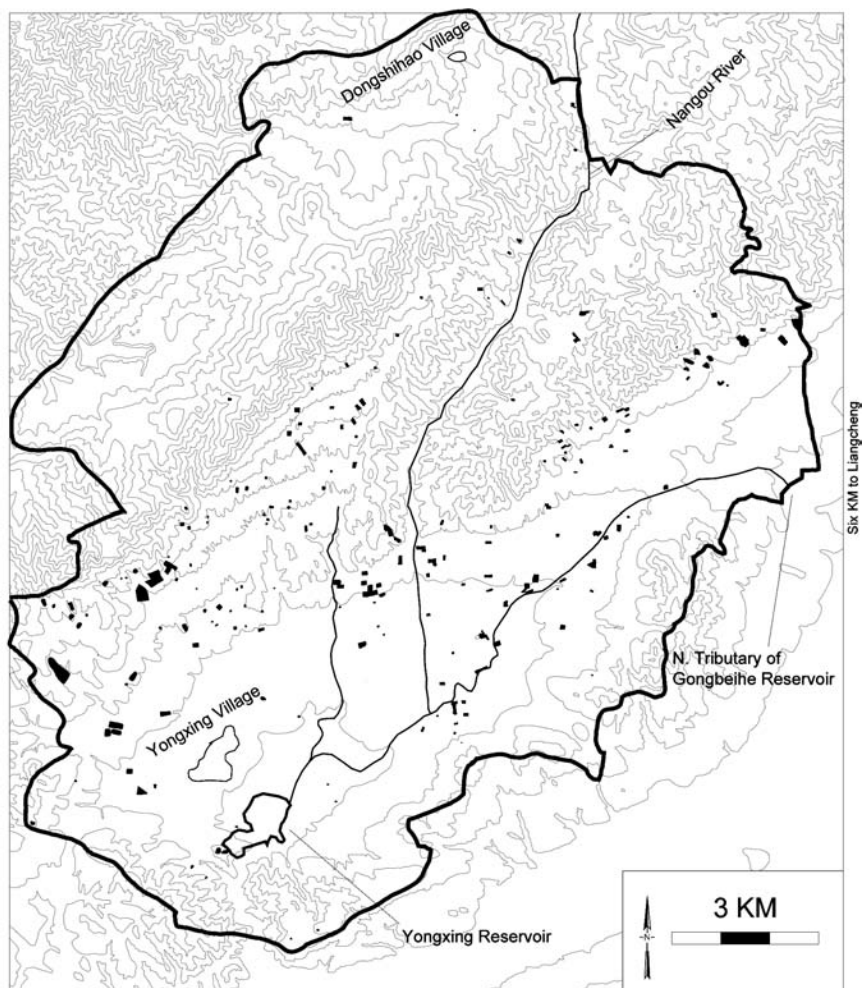 Dongshihao Village
Nangou River
Six KM to Liangcheng
N. Tributary of
Gongbeihe Reservoir
Yongxing Village
Yongxing Reservoir
3 KM
N